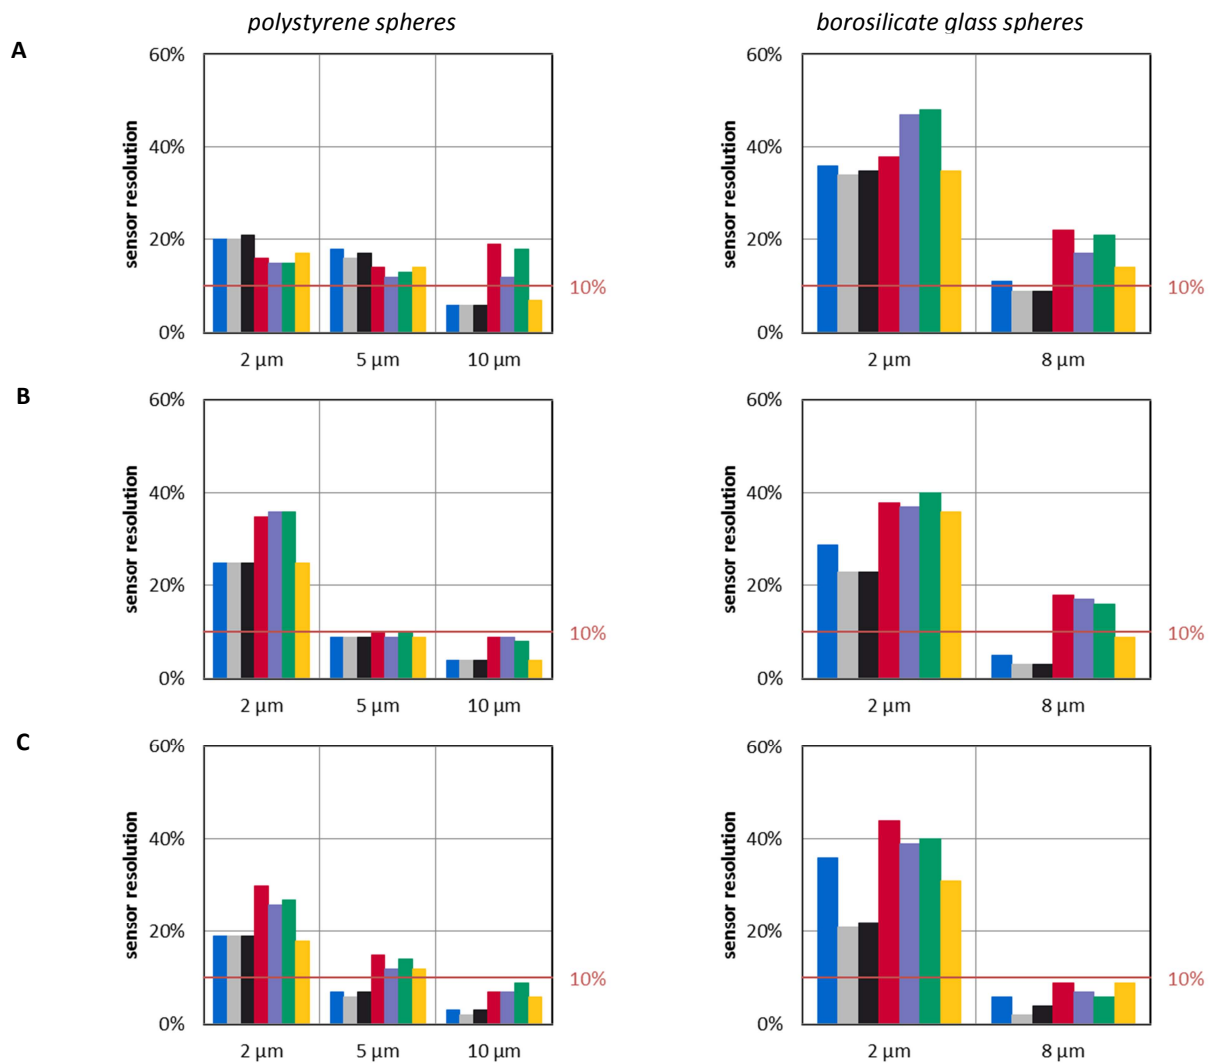 polystyrene spheres
borosilicate glass spheres
A
60%
40%
20%
0%
sensor resolution
10%
2 µm
5 µm
10 µm
60%
40%
20%
0%
sensor resolution
10%
2 µm
8 µm
B
60%
40%
20%
0%
sensor resolution
10%
2 µm
5 µm
10 µm
60%
40%
20%
0%
sensor resolution
10%
2 µm
8 µm
C
60%
40%
20%
0%
sensor resolution
10%
2 µm
5 µm
10 µm
60%
40%
20%
0%
sensor resolution
10%
2 µm
8 µm